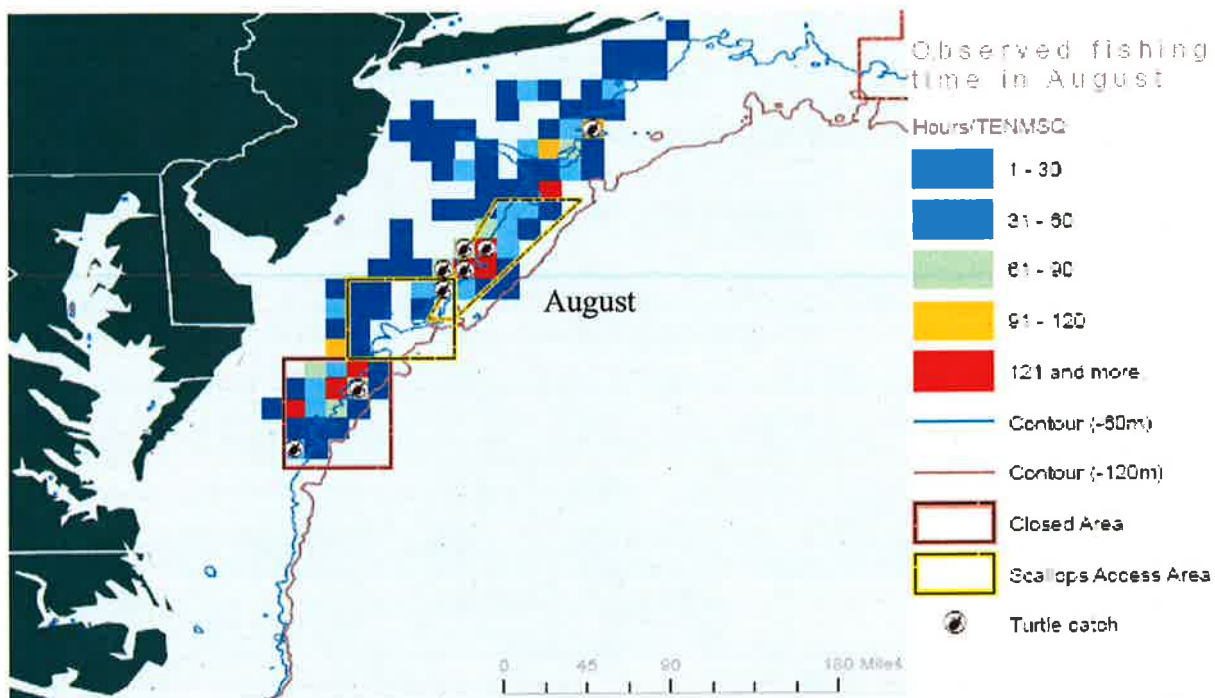 Observed fishing
time in August
Hours/TENMSQ
1 - 30
31 - 60
61 - 90
91 - 120
121 and more
Contour (-60m)
Contour (-120m)
Closed Area
Scallops Access Area
Turtle catch
August
0 45 90 180 Miles